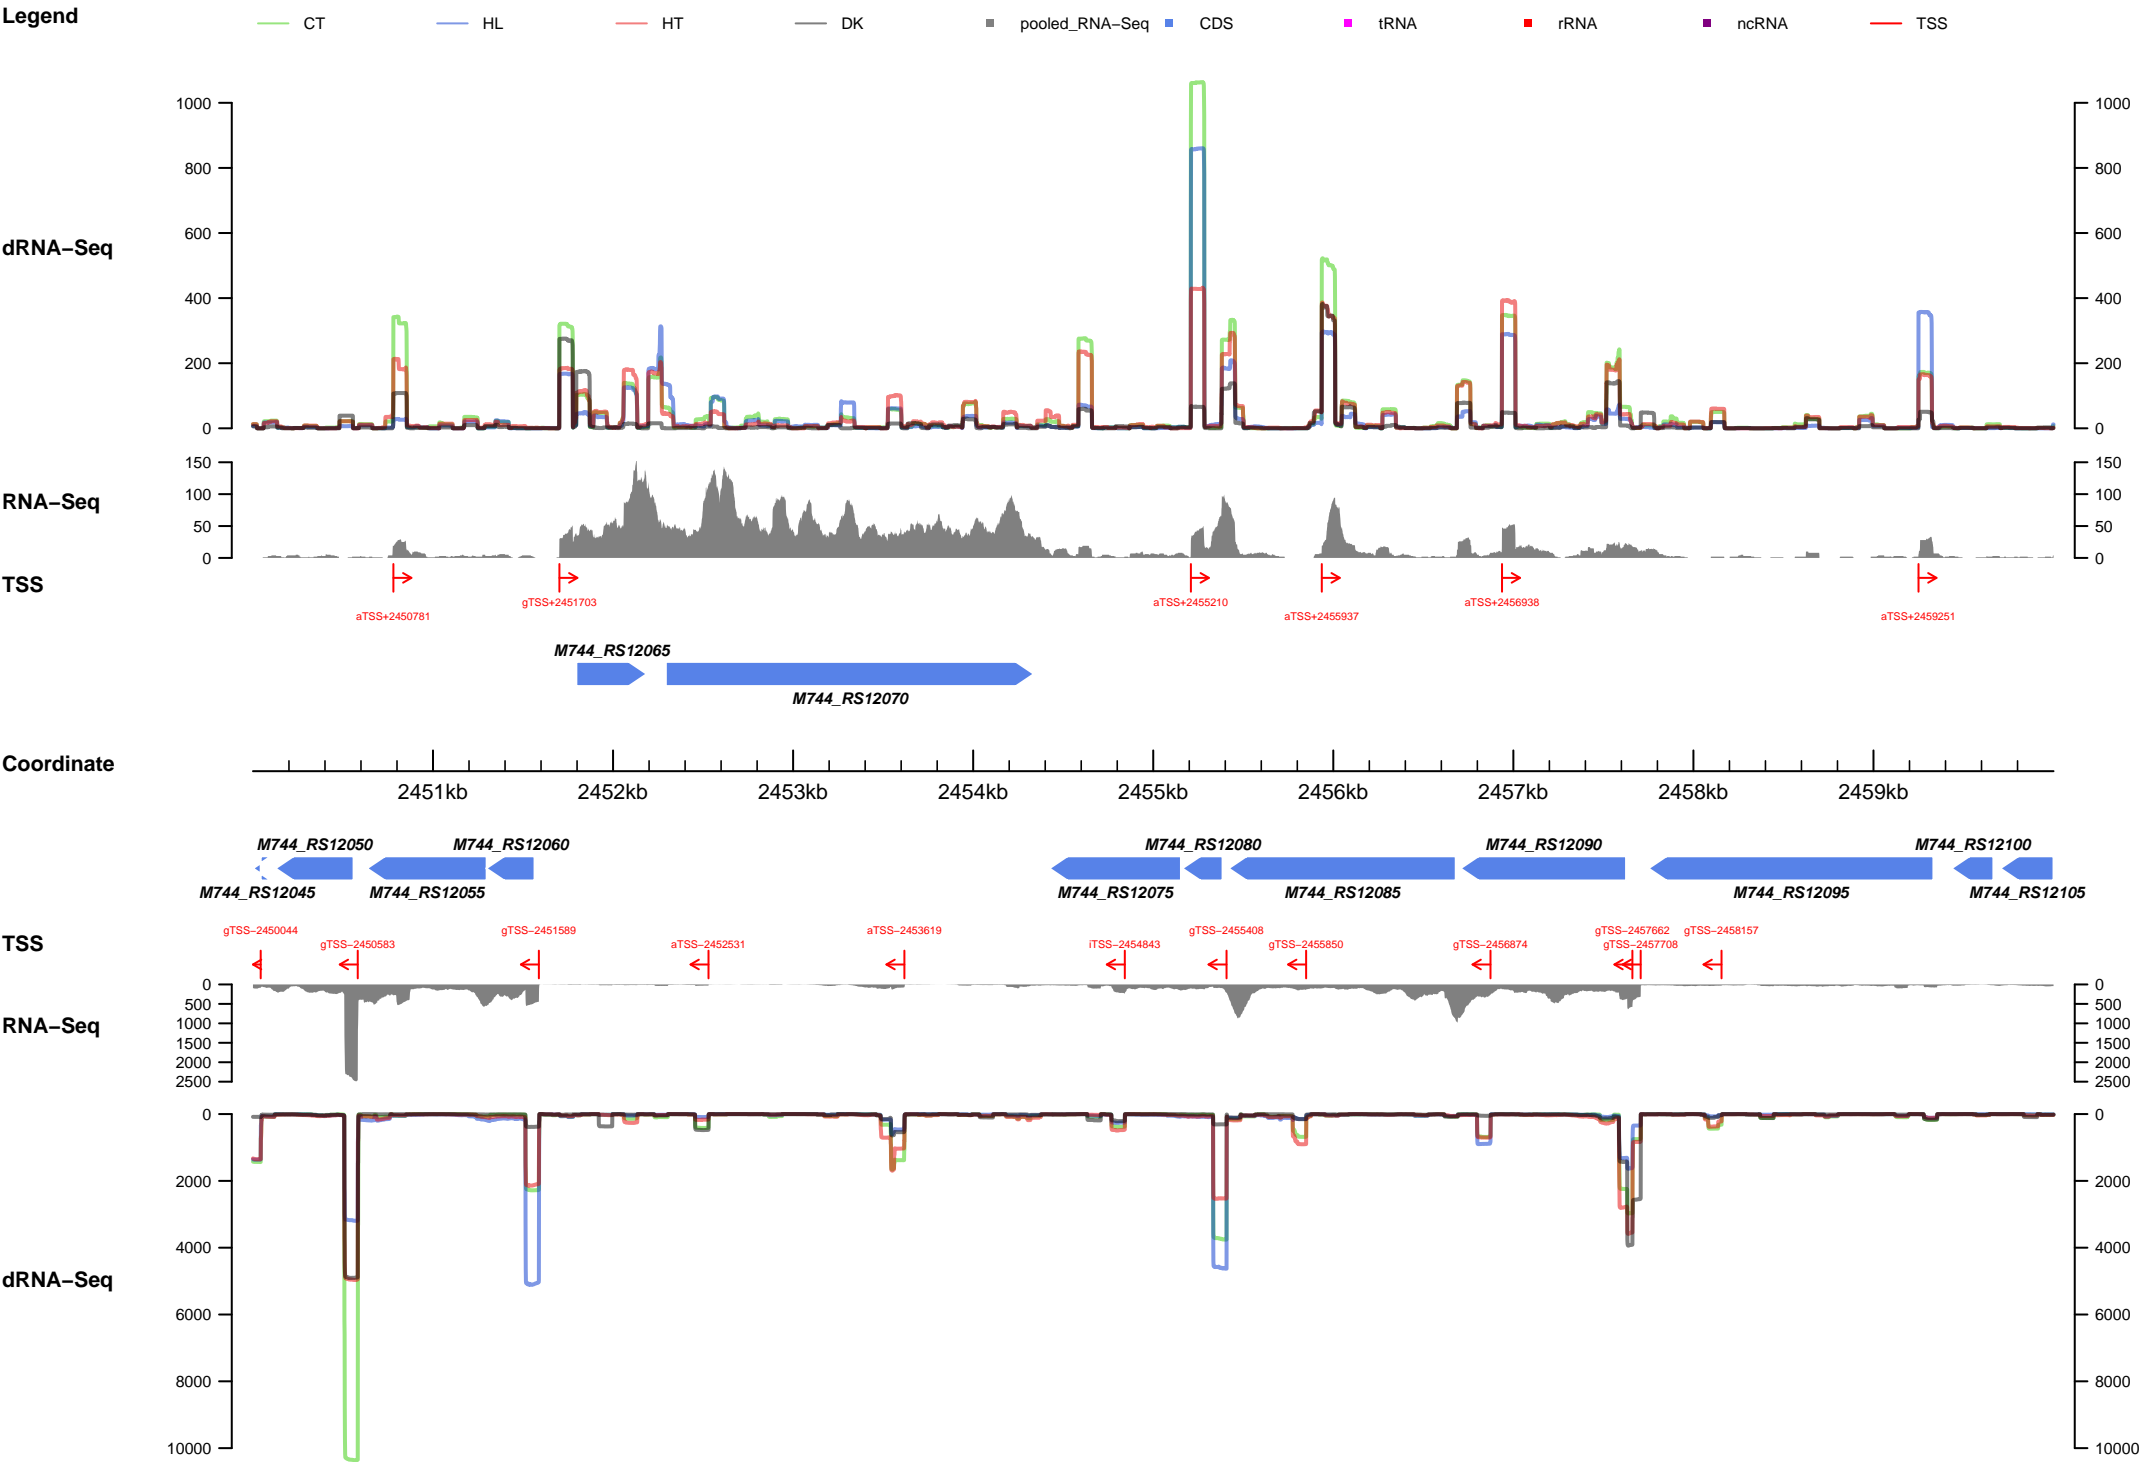 Legend
CT HL HT DK pooled_RNA−Seq CDS tRNA rRNA ncRNA TSS
1000 1000
800 800
600 600
dRNA−Seq
400 400
200 200
0 0
150 150
100 100
RNA−Seq
50 50
0 0
TSS
gTSS+2451703 aTSS+2455210 aTSS+2456938
aTSS+2450781 aTSS+2455937 aTSS+2459251
M744_RS12065
M744_RS12070
Coordinate
2451kb 2452kb 2453kb 2454kb 2455kb 2456kb 2457kb 2458kb 2459kb
M744_RS12050 M744_RS12060 M744_RS12080 M744_RS12090 M744_RS12100
M744_RS12045 M744_RS12055 M744_RS12075 M744_RS12085 M744_RS12095 M744_RS12105
gTSS−2450044 gTSS−2451589 aTSS−2453619 gTSS−2455408 gTSS−2457662 gTSS−2458157
TSS
gTSS−2450583 aTSS−2452531 iTSS−2454843 gTSS−2455850 gTSS−2456874 gTSS−2457708
0 0
500 500
RNA−Seq
1000 1000
1500 1500
2000 2000
2500 2500
0 0
2000 2000
4000 4000
dRNA−Seq
6000 6000
8000 8000
10000 10000